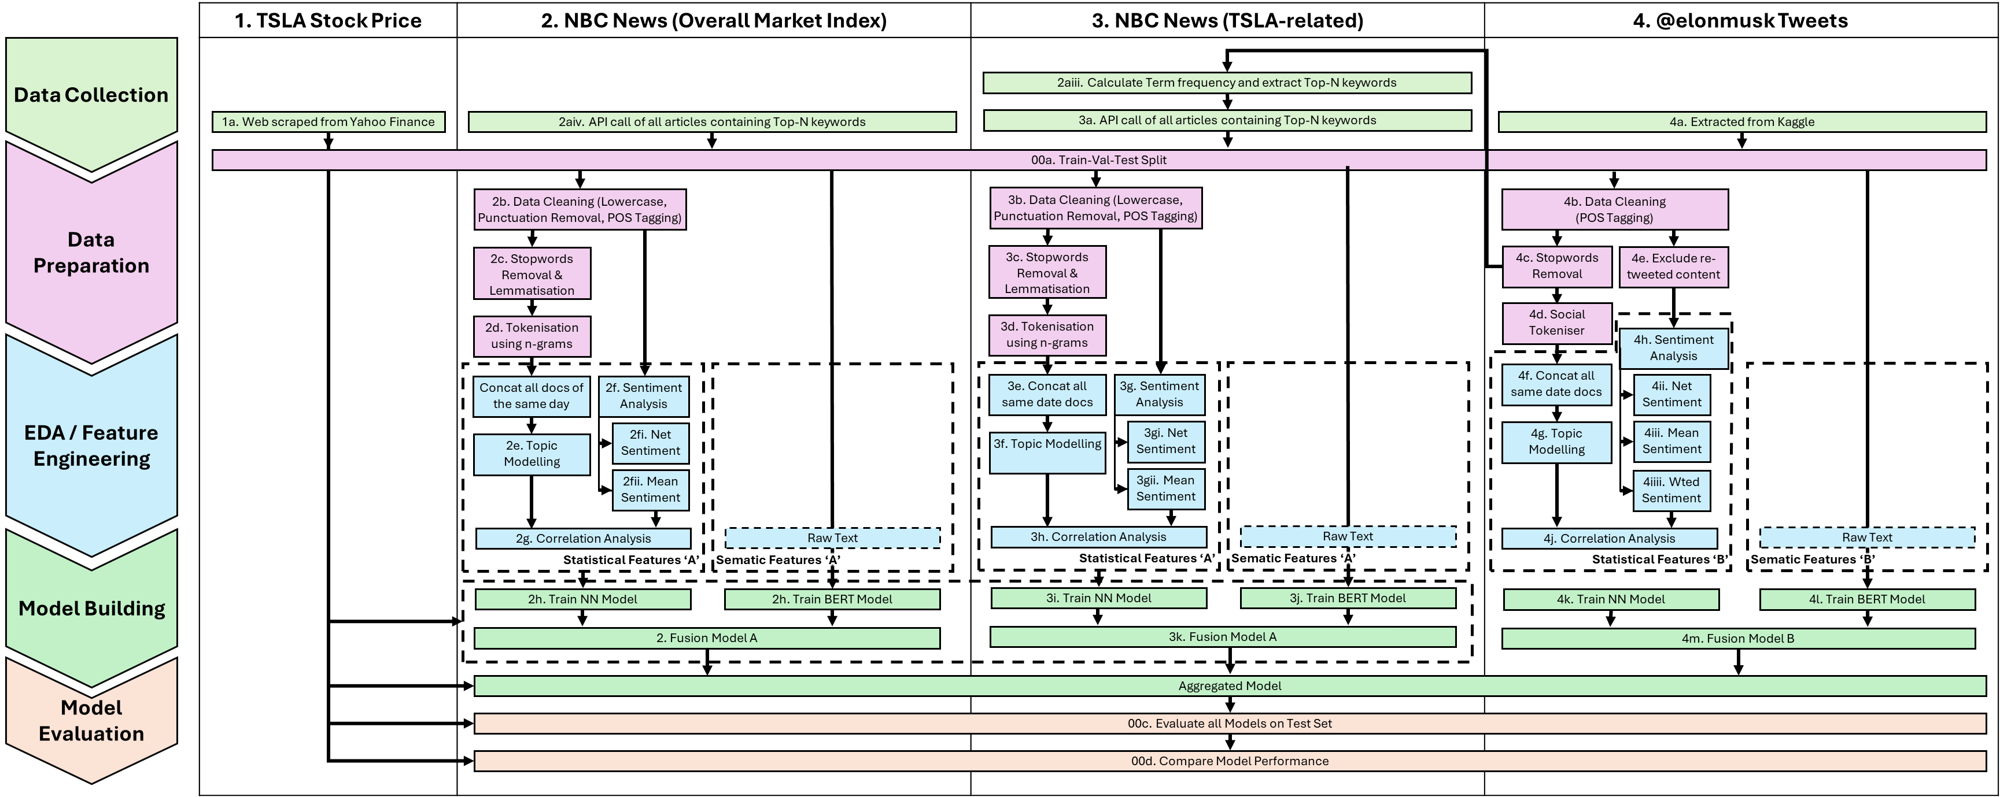 1. TSLA Stock Price
2. NBC News (Overall Market Index)
3. NBC News (TSLA-related)
4. @elonmusk Tweets
Data Collection
Data
Preparation
EDA / Feature
Engineering
Model Building
Model
Evaluation
1a. Web scraped from Yahoo Finance
2aiv. API call of all articles containing Top-N keywords
2aiii. Calculate Term frequency and extract Top-N keywords
3a. API call of all articles containing Top-N keywords
4a. Extracted from Kaggle
00a. Train-Val-Test Split
2b. Data Cleaning (Lowercase,
Punctuation Removal, POS Tagging)
2c. Stopwords
Removal &
Lemmatisation
2d. Tokenisation
using n-grams
Concat all docs of
the same day
2e. Topic
Modelling
2f. Sentiment
Analysis
2fi. Net
Sentiment
2fii. Mean
Sentiment
2g. Correlation Analysis
Statistical Features ‘A’
Raw Text
Sematic Features ‘A’
2h. Train NN Model
2h. Train BERT Model
2. Fusion Model A
3b. Data Cleaning (Lowercase,
Punctuation Removal, POS Tagging)
3c. Stopwords
Removal &
Lemmatisation
3d. Tokenisation
using n-grams
3e. Concat all
same date docs
3f. Topic Modelling
3g. Sentiment
Analysis
3gi. Net
Sentiment
3gii. Mean
Sentiment
3h. Correlation Analysis
Statistical Features ‘A’
Raw Text
Sematic Features ‘A’
3i. Train NN Model
3j. Train BERT Model
3k. Fusion Model A
4b. Data Cleaning
(POS Tagging)
4c. Stopwords
Removal
4e. Exclude re-
tweeted content
4d. Social
Tokeniser
4h. Sentiment
Analysis
4f. Concat all
same date docs
4g. Topic
Modelling
4ii. Net
Sentiment
4iii. Mean
Sentiment
4iiii. Wted
Sentiment
4j. Correlation Analysis
Statistical Features ‘B’
Raw Text
Sematic Features ‘B’
4k. Train NN Model
4l. Train BERT Model
4m. Fusion Model B
Aggregated Model
00c. Evaluate all Models on Test Set
00d. Compare Model Performance